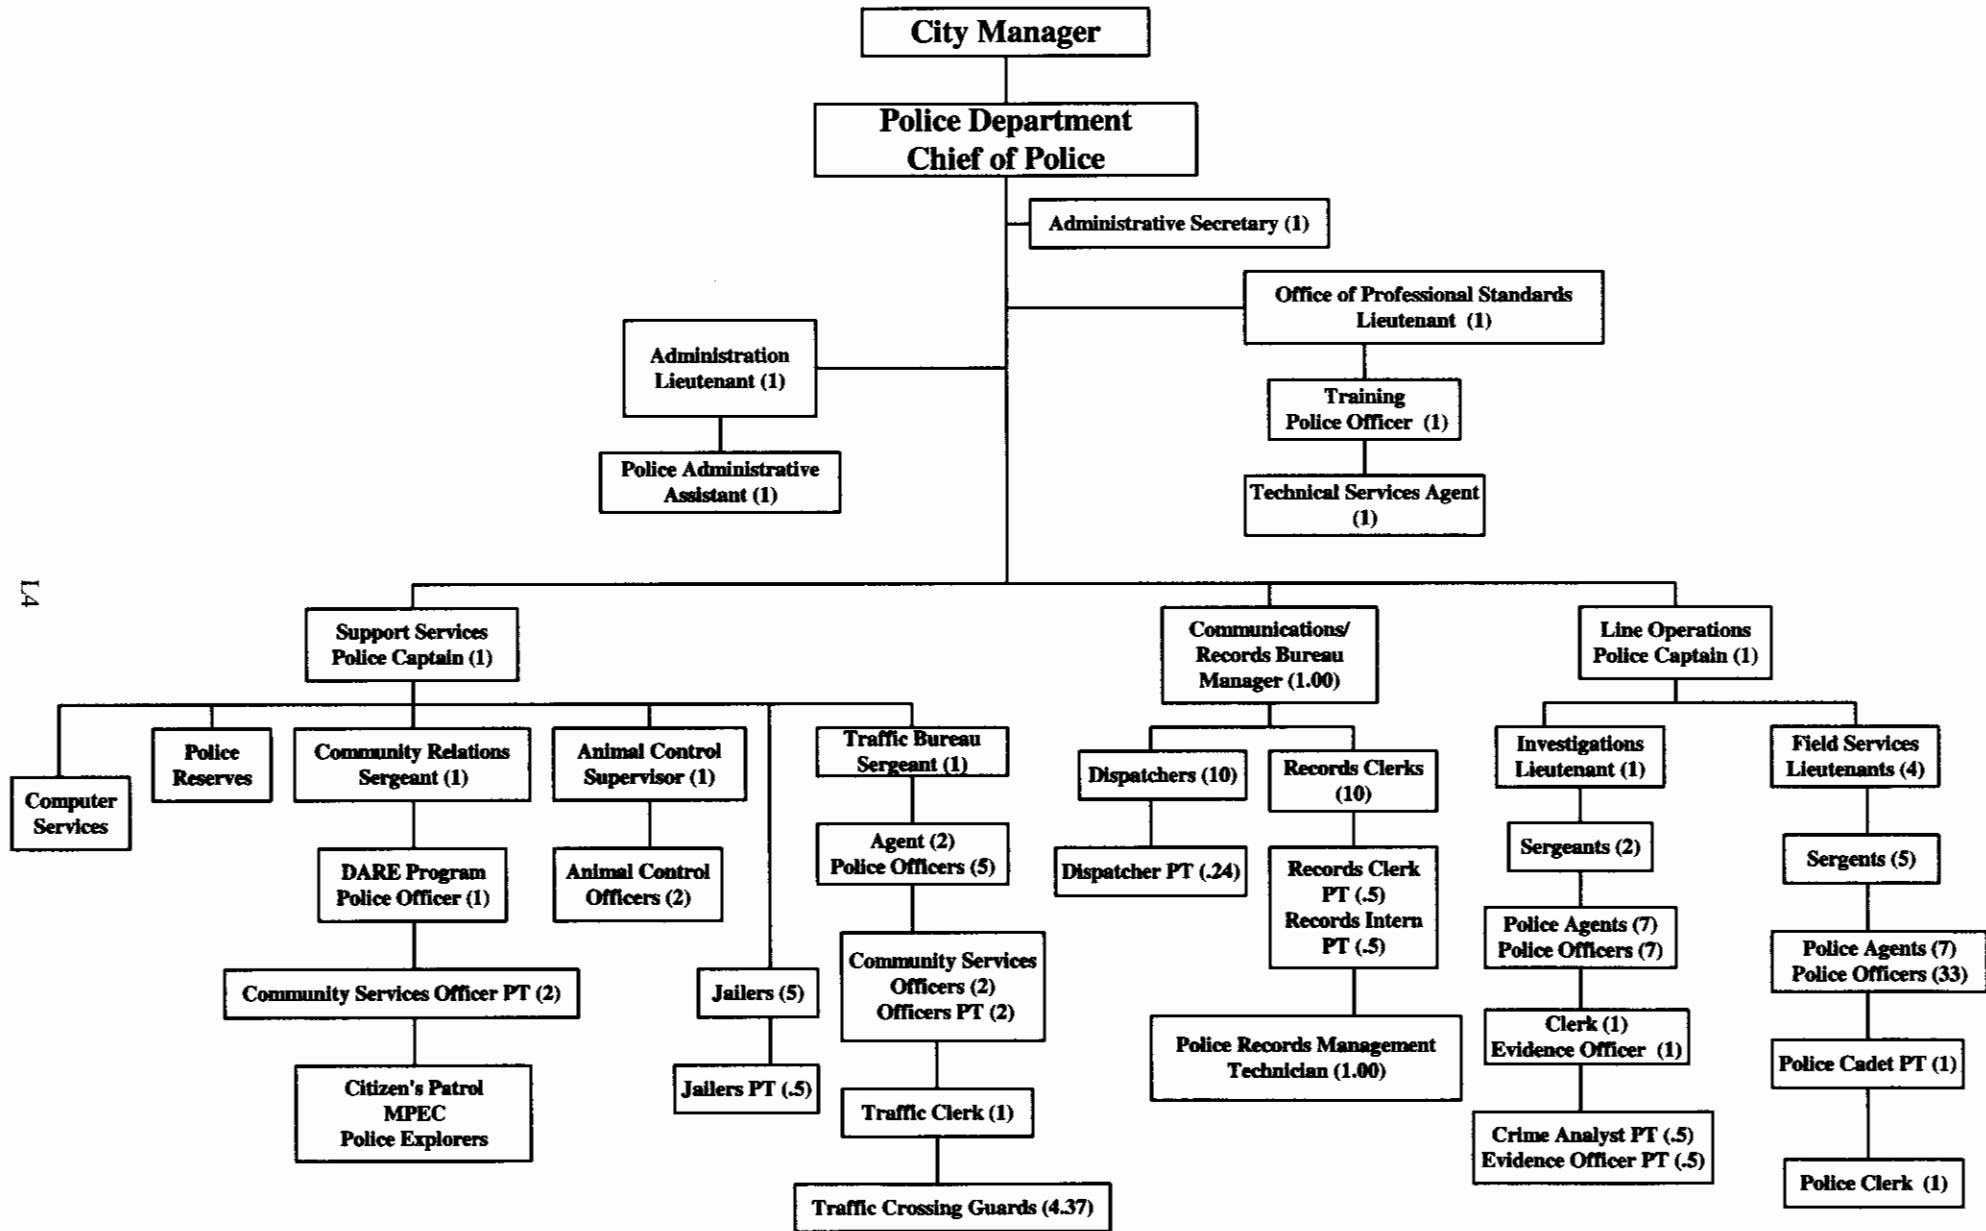 City Manager
Police Department
Chief of Police
Administrative Secretary (1)
Office of Professional Standards
Lieutenant (1)
Administration
Lieutenant (1)
Training
Police Officer (1)
Police Administrative
Assistant (1)
Technical Services Agent
(1)
L4
Support Services
Police Captain (1)
Communications/
Records Bureau
Manager (1.00)
Line Operations
Police Captain (1)
Computer
Services
Police
Reserves
Community Relations
Sergeant (1)
Animal Control
Supervisor (1)
Traffic Bureau
Sergeant (1)
Dispatchers (10)
Records Clerks
(10)
Investigations
Lieutenant (1)
Field Services
Lieutenants (4)
DARE Program
Police Officer (1)
Animal Control
Officers (2)
Agent (2)
Police Officers (5)
Dispatcher PT (.24)
Records Clerk
PT (.5)
Records Intern
PT (.5)
Sergeants (2)
Sergents (5)
Police Agents (7)
Police Officers (7)
Police Agents (7)
Police Officers (33)
Community Services Officer PT (2)
Jailers (5)
Community Services
Officers (2)
Officers PT (2)
Police Records Management
Technician (1.00)
Clerk (1)
Evidence Officer (1)
Police Cadet PT (1)
Citizen's Patrol
MPEC
Police Explorers
Jailers PT (.5)
Traffic Clerk (1)
Crime Analyst PT (.5)
Evidence Officer PT (.5)
Police Clerk (1)
Traffic Crossing Guards (4.37)